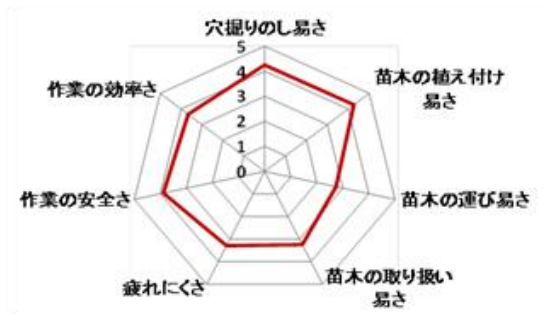 穴掘りのし易さ
5
4
3
2
1
0
苗木の植え付け
易さ
苗木の運び易さ
苗木の取り扱い
易さ
疲れにくさ
作業の安全さ
作業の効率さ